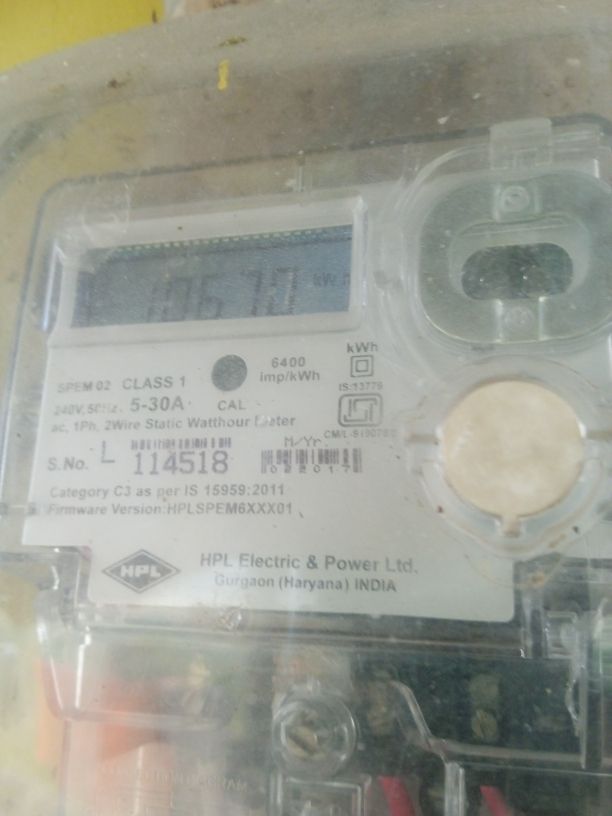 kWh
SPEM 02 CLASS 1
6400
imp/kWh
kWh
IS:13779
240V, 50Hz, 5-30A CAL
ac, 1Ph, 2Wire Static Watthour Meter
S.No. L 114518
M/Yr.
022017
Category C3 as per IS 15959:2011
Firmware Version:HPLSPEM6XXX01
HPL
HPL Electric & Power Ltd.
Gurgaon (Haryana) INDIA